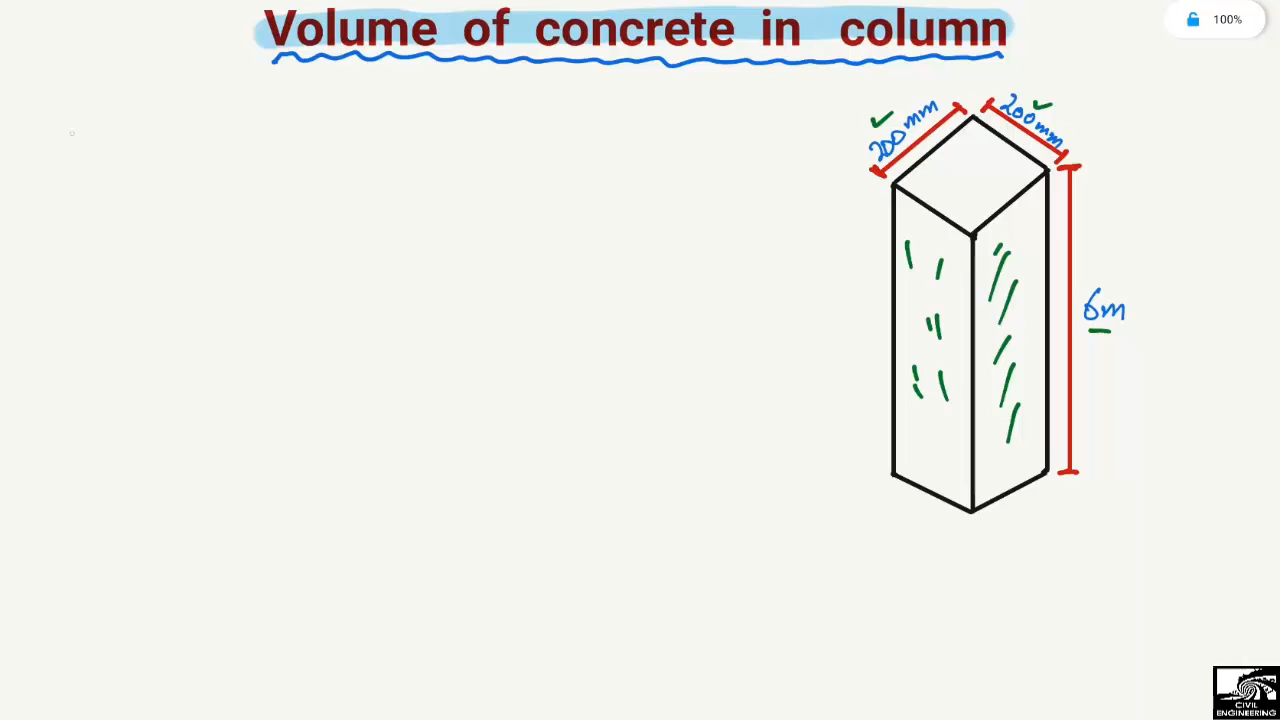 Volume of concrete in column
100%
200mm
200mm
6m
CIVIL
ENGINEERING